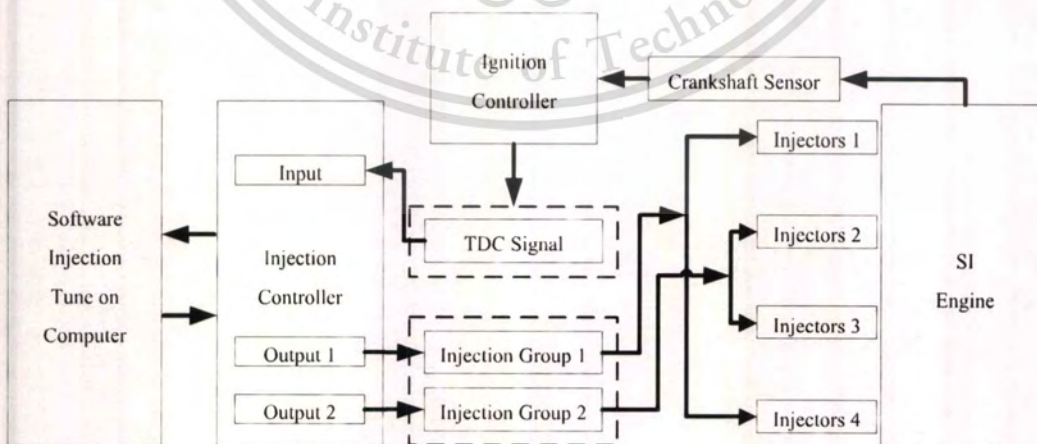 Institute of Techno
Ignition
Controller
Crankshaft Sensor
Injectors 1
Input
Software
Injection
Tune on
Computer
Injection
Controller
TDC Signal
Injectors 2
SI
Engine
Injectors 3
Output 1
Injection Group 1
Output 2
Injection Group 2
Injectors 4